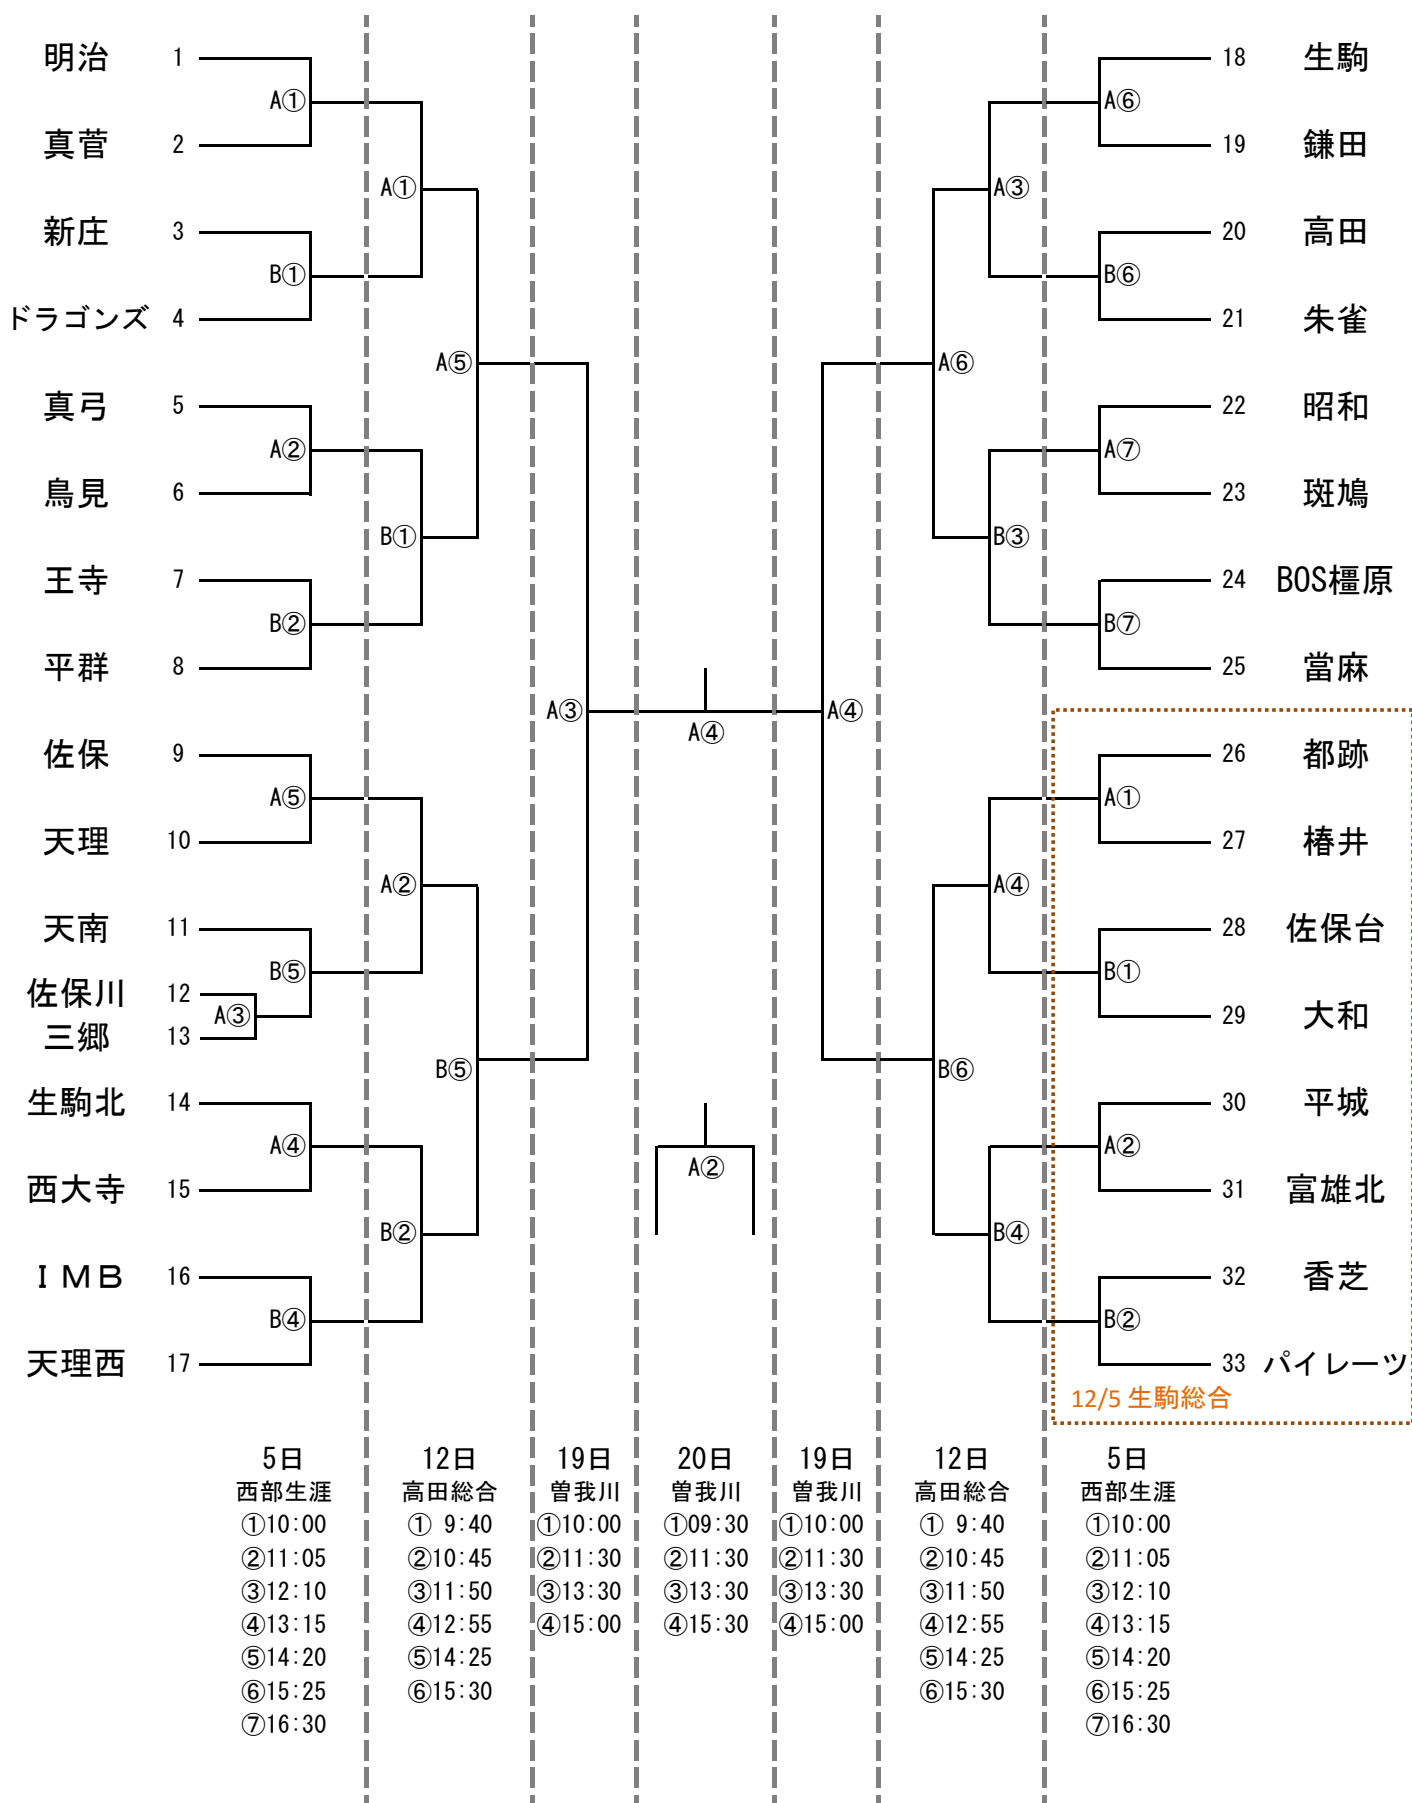 明治 1
A①
真菅 2
A①
新庄 3
B①
ドラゴンズ 4
A⑤
真弓 5
A②
鳥見 6
B①
王寺 7
B②
平群 8
A③
佐保 9
A⑤
天理 10
A②
天南 11
B⑤
佐保川 12
A③
三郷 13
B⑤
生駒北 14
A④
西大寺 15
B②
IMB 16
B④
天理西 17
A④
A②
18 生駒
A⑥
19 鎌田
A③
20 高田
B⑥
21 朱雀
A⑥
22 昭和
A⑦
23 斑鳩
B③
24 BOS橿原
B⑦
25 當麻
A④
26 都跡
A①
27 椿井
A④
28 佐保台
B①
29 大和
B⑥
30 平城
A②
31 富雄北
B④
32 香芝
B②
33 パイレーツ
12/5 生駒総合
5日
西部生涯
①10:00
②11:05
③12:10
④13:15
⑤14:20
⑥15:25
⑦16:30
12日
高田総合
① 9:40
②10:45
③11:50
④12:55
⑤14:25
⑥15:30
19日
曽我川
①10:00
②11:30
③13:30
④15:00
20日
曽我川
①09:30
②11:30
③13:30
④15:30
19日
曽我川
①10:00
②11:30
③13:30
④15:00
12日
高田総合
① 9:40
②10:45
③11:50
④12:55
⑤14:25
⑥15:30
5日
西部生涯
①10:00
②11:05
③12:10
④13:15
⑤14:20
⑥15:25
⑦16:30